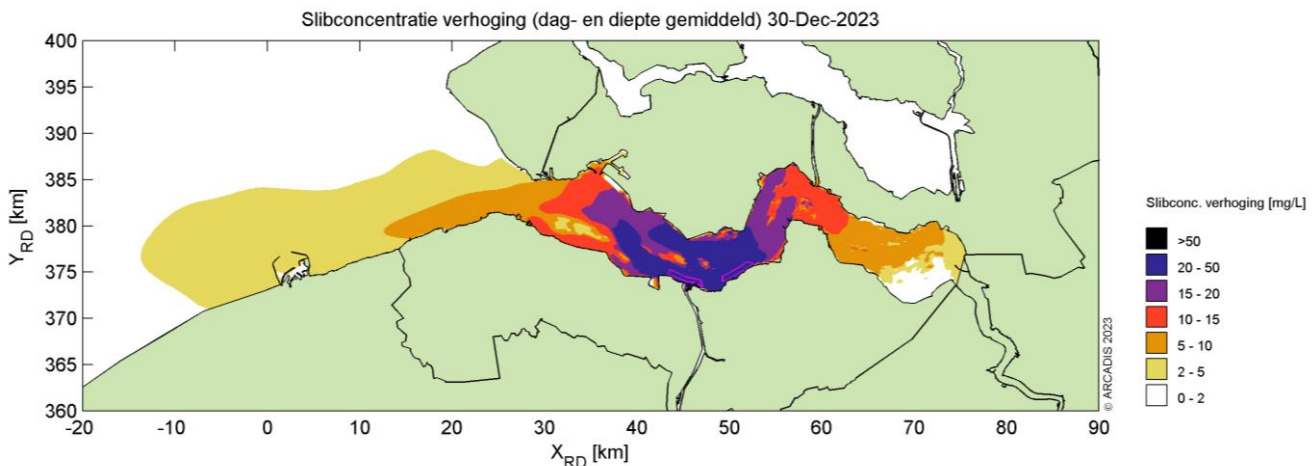 Slibconcentratie verhoging (dag- en diepte gemiddeld) 30-Dec-2023
400
395
390
385
380
375
370
365
360
Y_RD [km]
-20 -10 0 10 20 30 40 50 60 70 80 90
X_RD [km]
Slibconc. verhoging [mg/L]
>50
20 - 50
15 - 20
10 - 15
5 - 10
2 - 5
0 - 2
© ARCADIS 2023